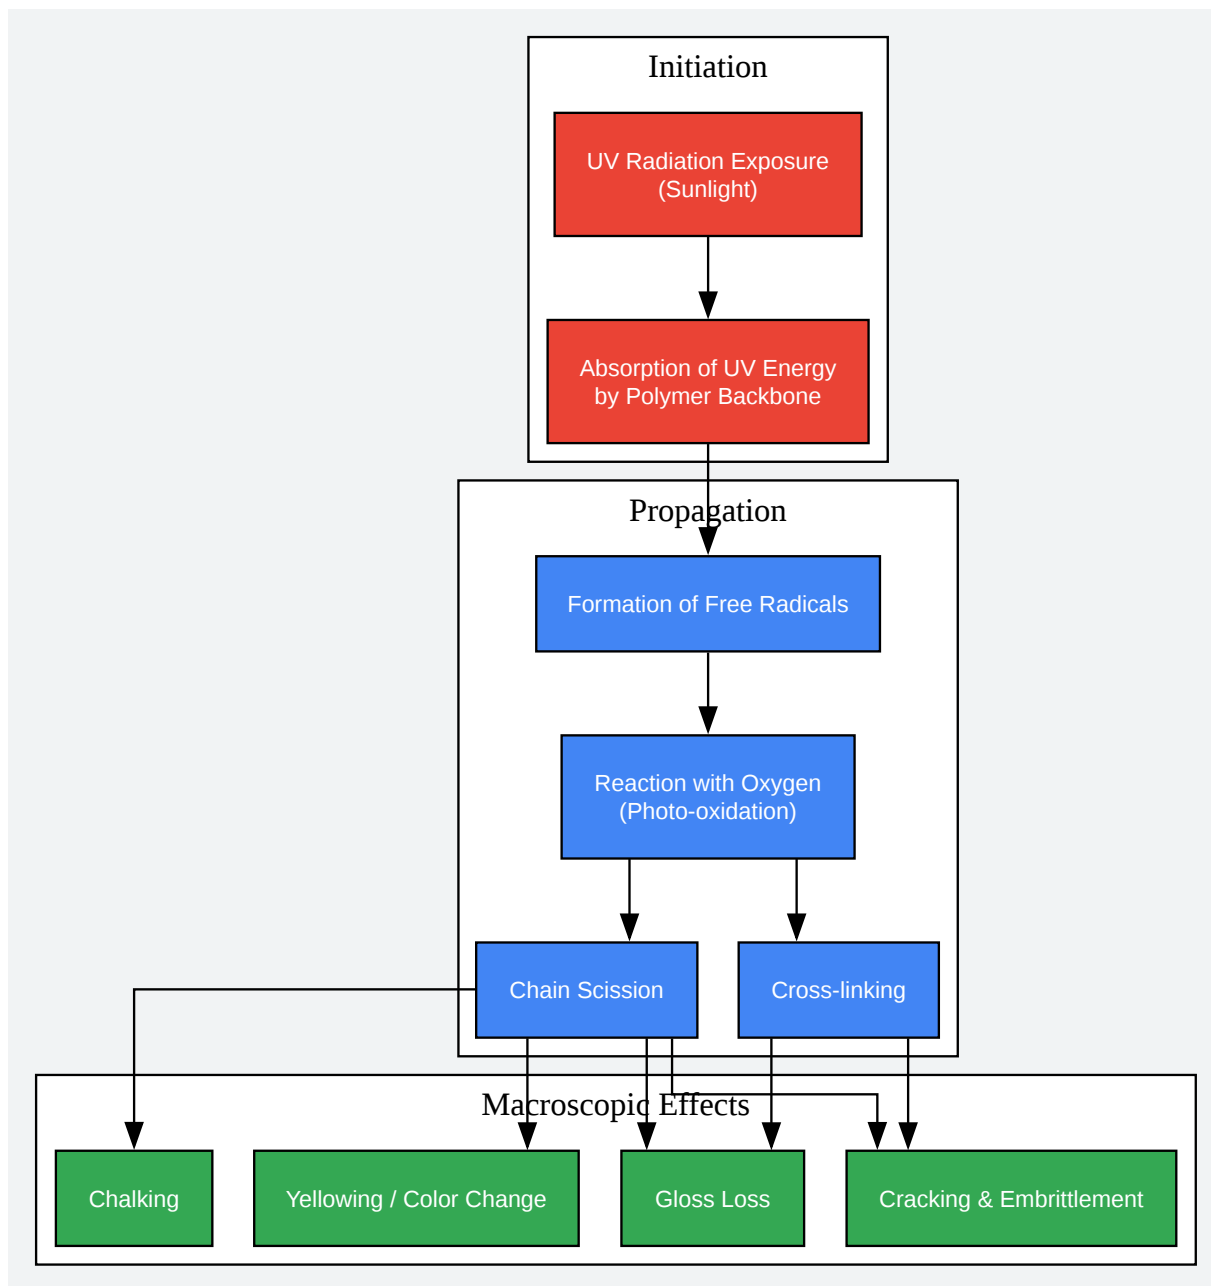 Initiation
UV Radiation Exposure
(Sunlight)
Absorption of UV Energy
by Polymer Backbone
Propagation
Formation of Free Radicals
Reaction with Oxygen
(Photo-oxidation)
Chain Scission
Cross-linking
Macroscopic Effects
Chalking
Yellowing / Color Change
Gloss Loss
Cracking & Embrittlement